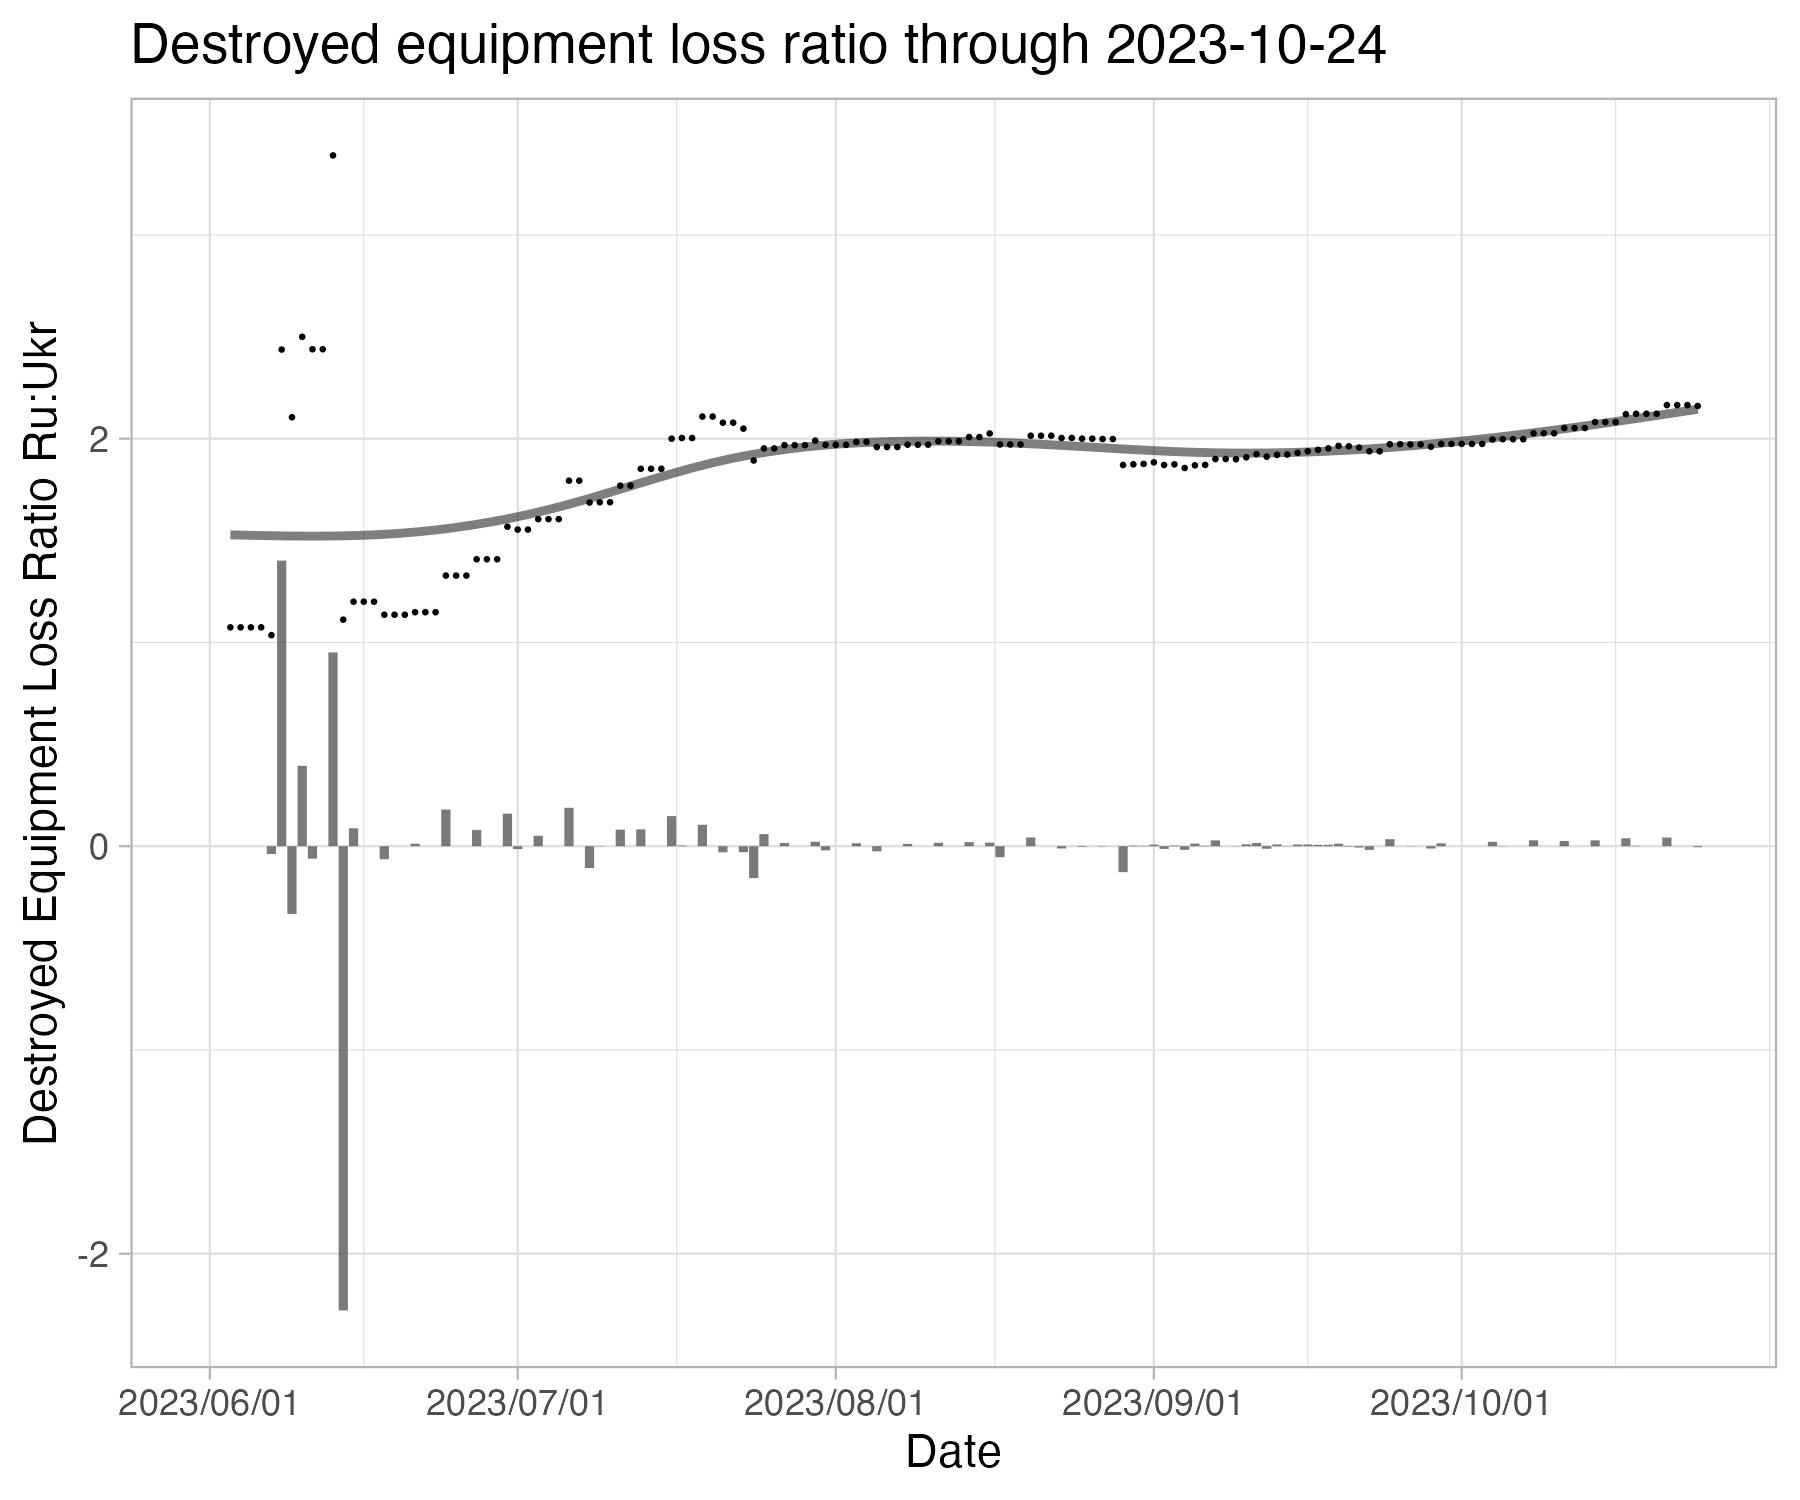 Destroyed equipment loss ratio through 2023-10-24
Destroyed Equipment Loss Ratio Ru:Ukr
2
0
-2
2023/06/01
2023/07/01
2023/08/01
2023/09/01
2023/10/01
Date